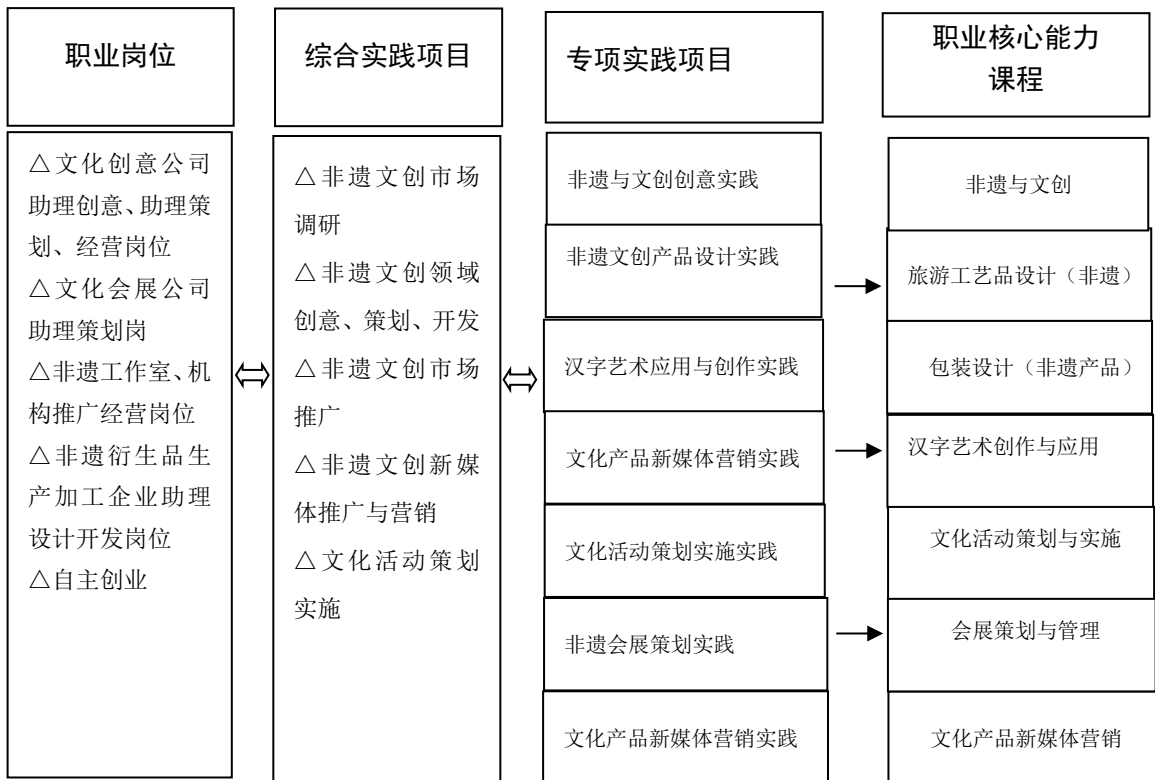 职业岗位
综合实践项目
专项实践项目
职业核心能力
课程
△文化创意公司
助理创意、助理策
划、经营岗位
△文化会展公司
助理策划岗
△非遗工作室、机
构推广经营岗位
△非遗衍生品生
产加工企业助理
设计开发岗位
△自主创业
△非遗文创市场
调研
△非遗文创领域
创意、策划、开发
△非遗文创市场
推广
△非遗文创新媒
体推广与营销
△文化活动策划
实施
非遗与文创创意实践
非遗文创产品设计实践
汉字艺术应用与创作实践
文化产品新媒体营销实践
文化活动策划实施实践
非遗会展策划实践
文化产品新媒体营销实践
非遗与文创
旅游工艺品设计（非遗）
包装设计（非遗产品）
汉字艺术创作与应用
文化活动策划与实施
会展策划与管理
文化产品新媒体营销